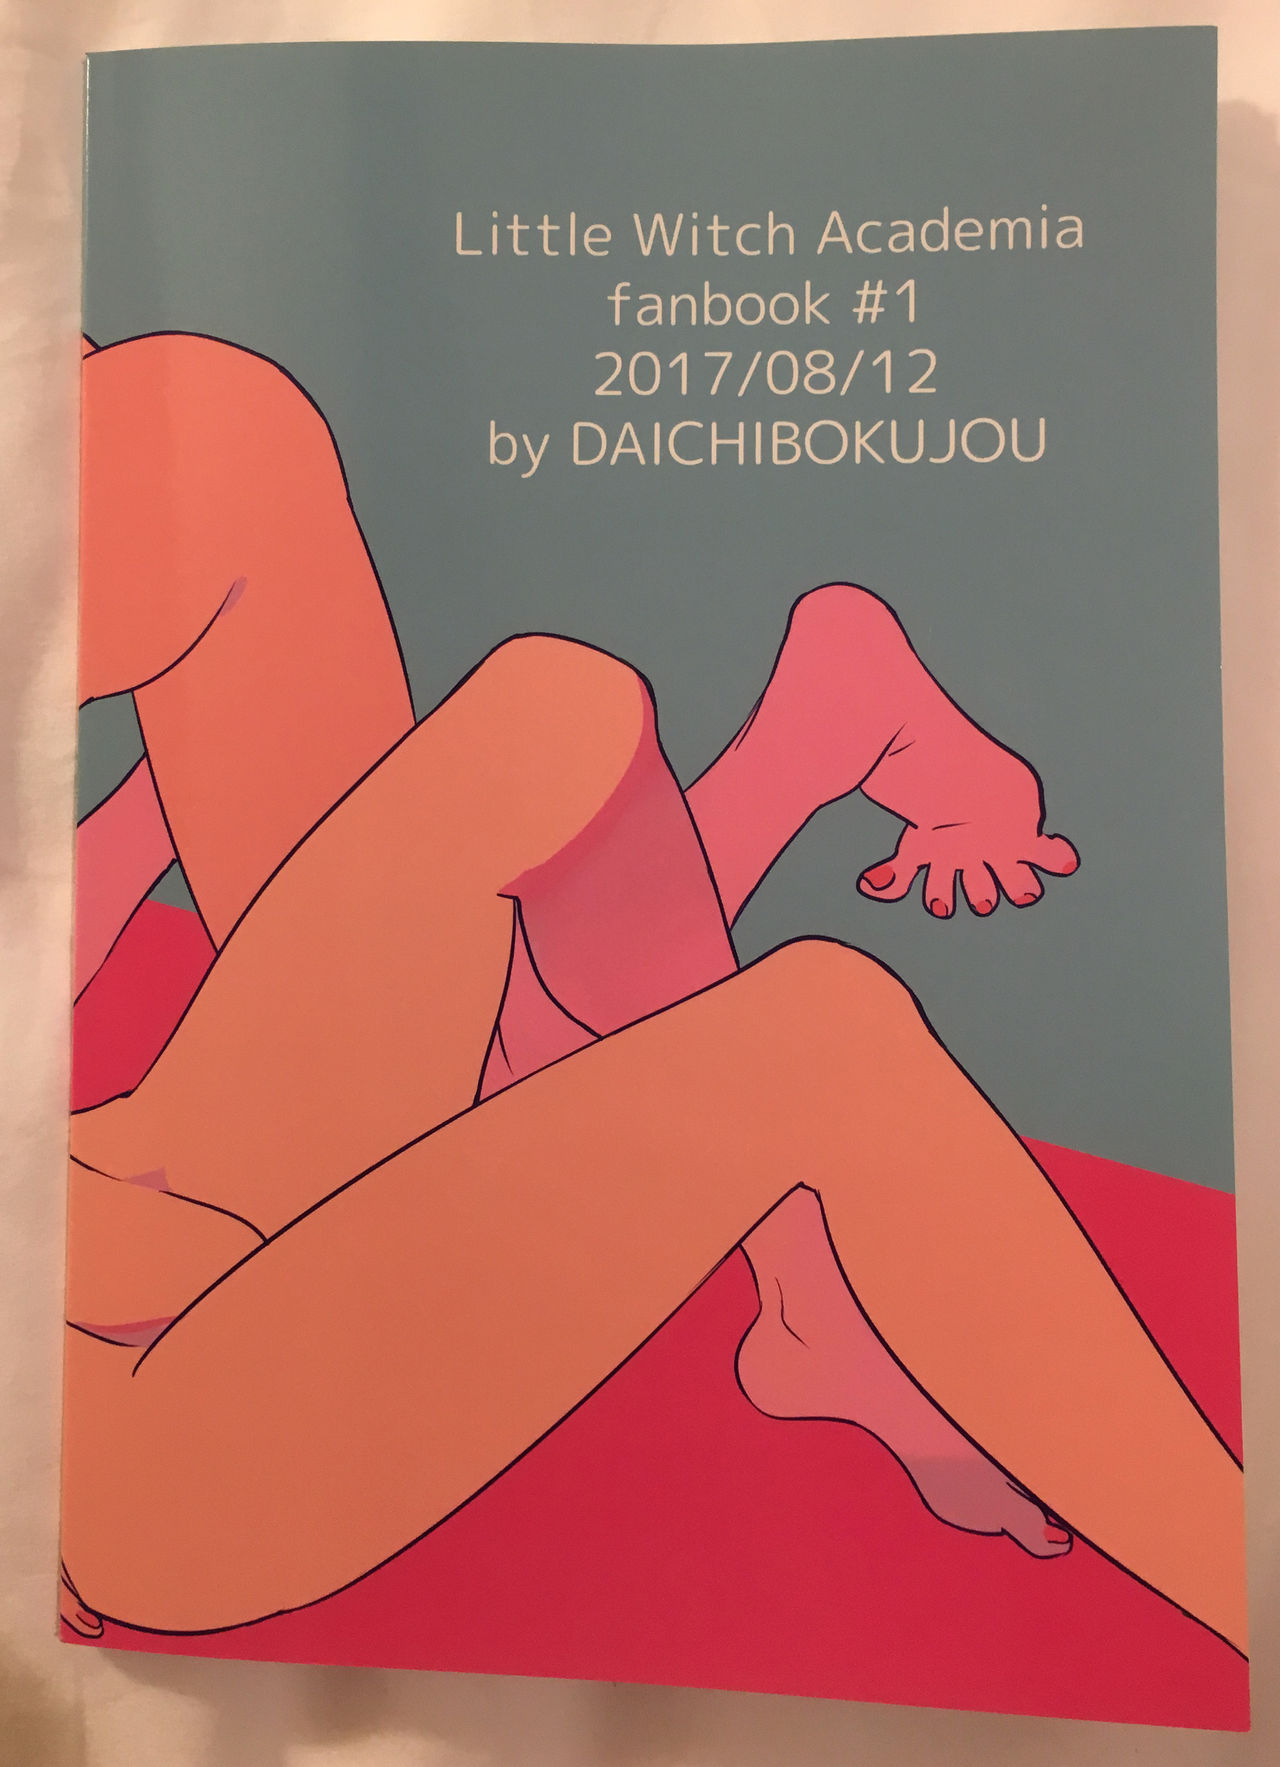 Little Witch Academia
fanbook #1
2017/08/12
by DAICHIBOKUJOU